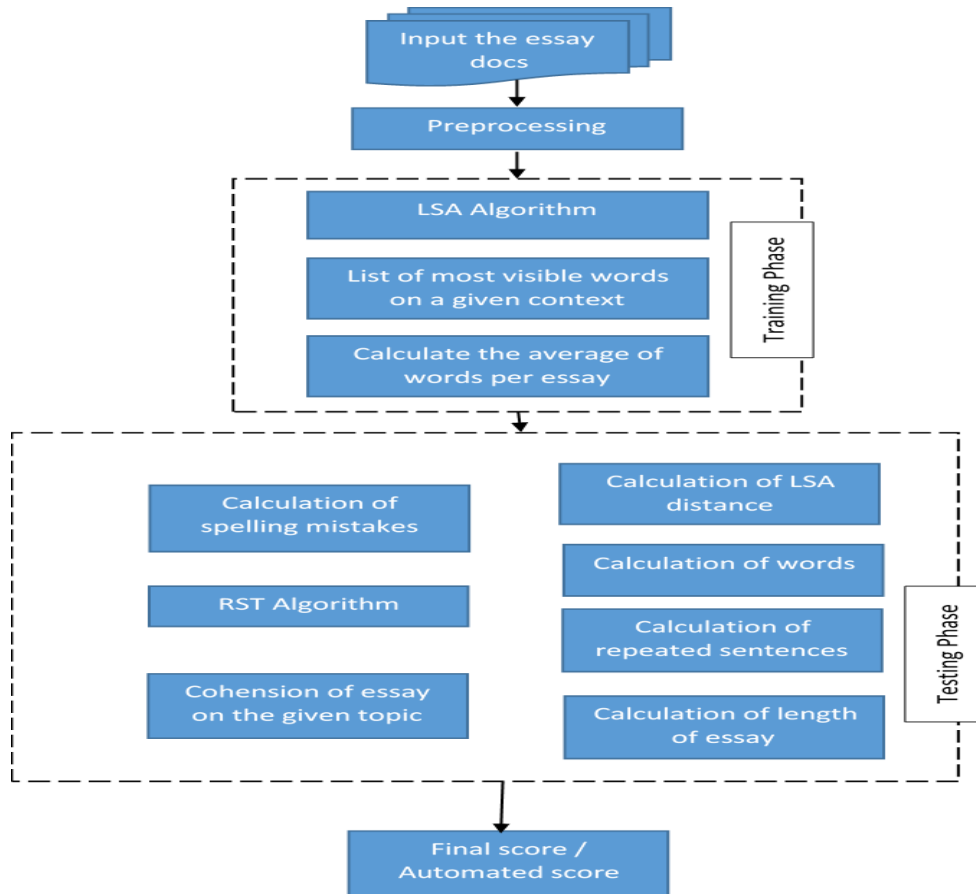 Input the essay
docs
Preprocessing
LSA Algorithm
List of most visible words
on a given context
Calculate the average of
words per essay
Training Phase
Calculation of
spelling mistakes
RST Algorithm
Cohension of essay
on the given topic
Calculation of LSA
distance
Calculation of words
Calculation of
repeated sentences
Calculation of length
of essay
Testing Phase
Final score /
Automated score